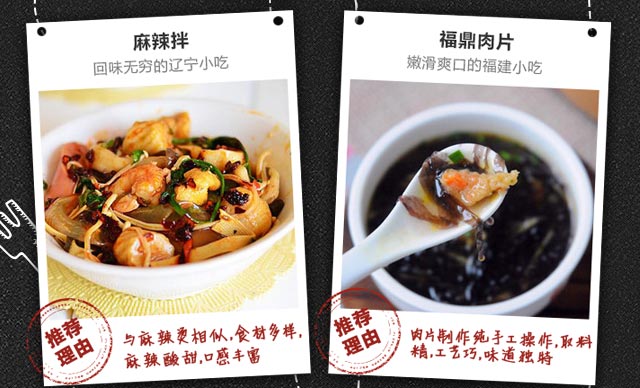 麻辣拌
回味无穷的辽宁小吃
推荐
理由
与麻辣烫相似,食材多样,
麻辣酸甜,口感丰富
福鼎肉片
嫩滑爽口的福建小吃
推荐
理由
肉片制作纯手工操作,取料
精,工艺巧,味道独特